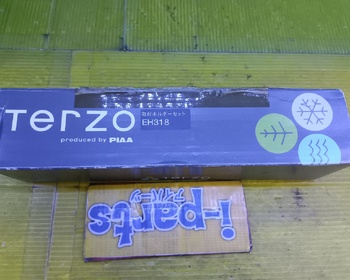 Terzo
produced by PIAA
取付ホルダーセット
EH318
i-parts
アイパーツ